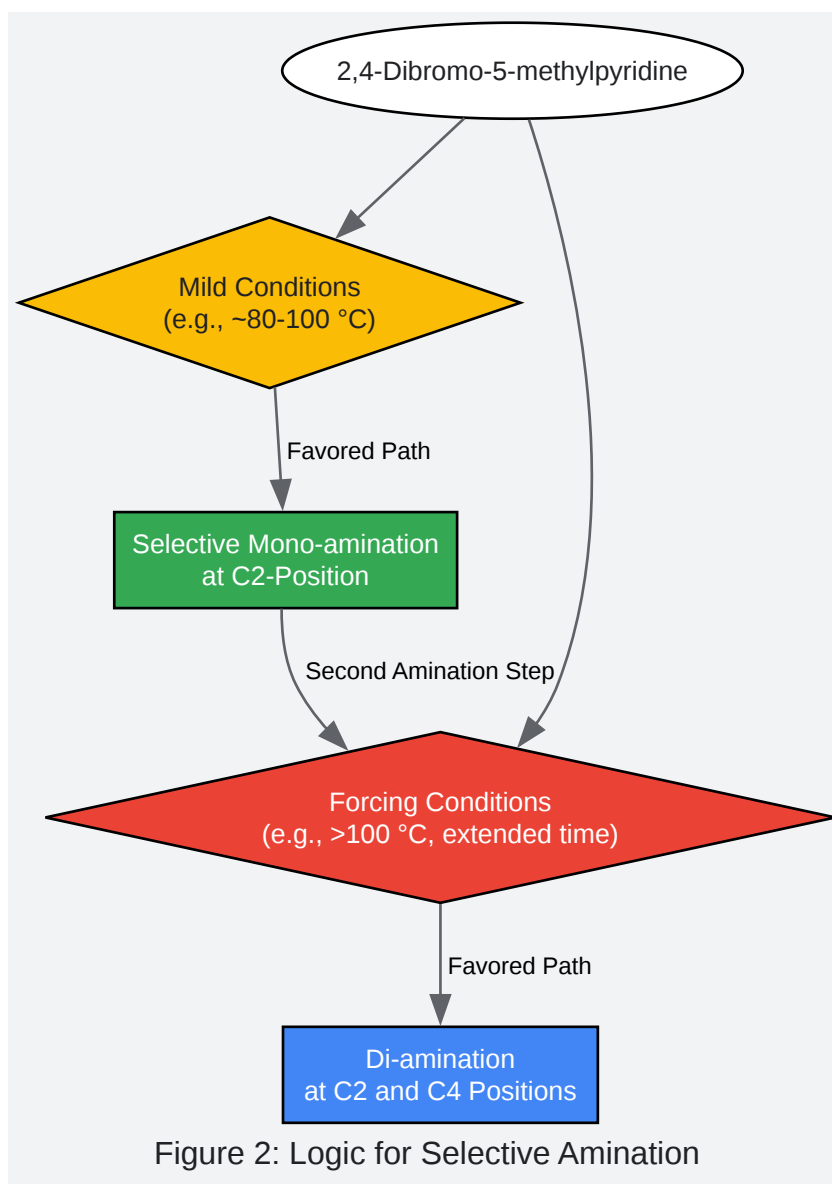 2,4-Dibromo-5-methylpyridine
Mild Conditions
(e.g., ~80-100 °C)
Favored Path
Selective Mono-amination
at C2-Position
Second Amination Step
Forcing Conditions
(e.g., >100 °C, extended time)
Favored Path
Di-amination
at C2 and C4 Positions
Figure 2: Logic for Selective Amination